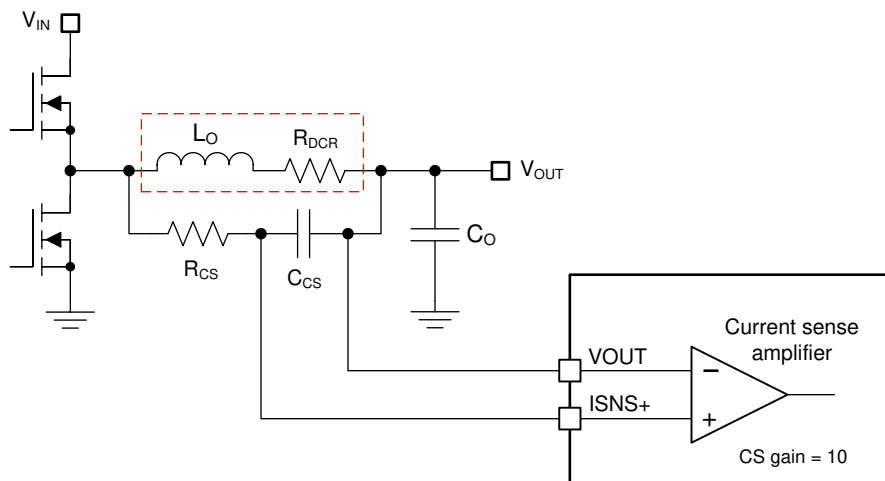 VIN
LO
RDCR
VOUT
RCS
CCS
CO
Current sense
amplifier
VOUT
−
ISNS+
+
CS gain = 10